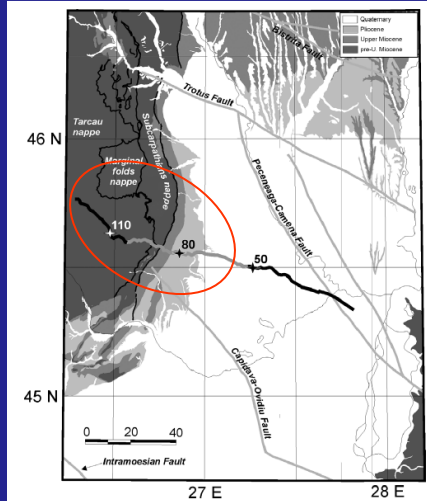 Quaternary
Pliocene
Upper Miocene
pre-U. Miocene
Bistrita Fault
Trotus Fault
46 N
Tarcau
nappe
Subcarpathians nappe
Marginal
folds
nappe
Peceneaga-Camena Fault
110
80
50
Capidava-Ovidiu Fault
45 N
0 20 40
Intramoesian Fault
27 E
28 E